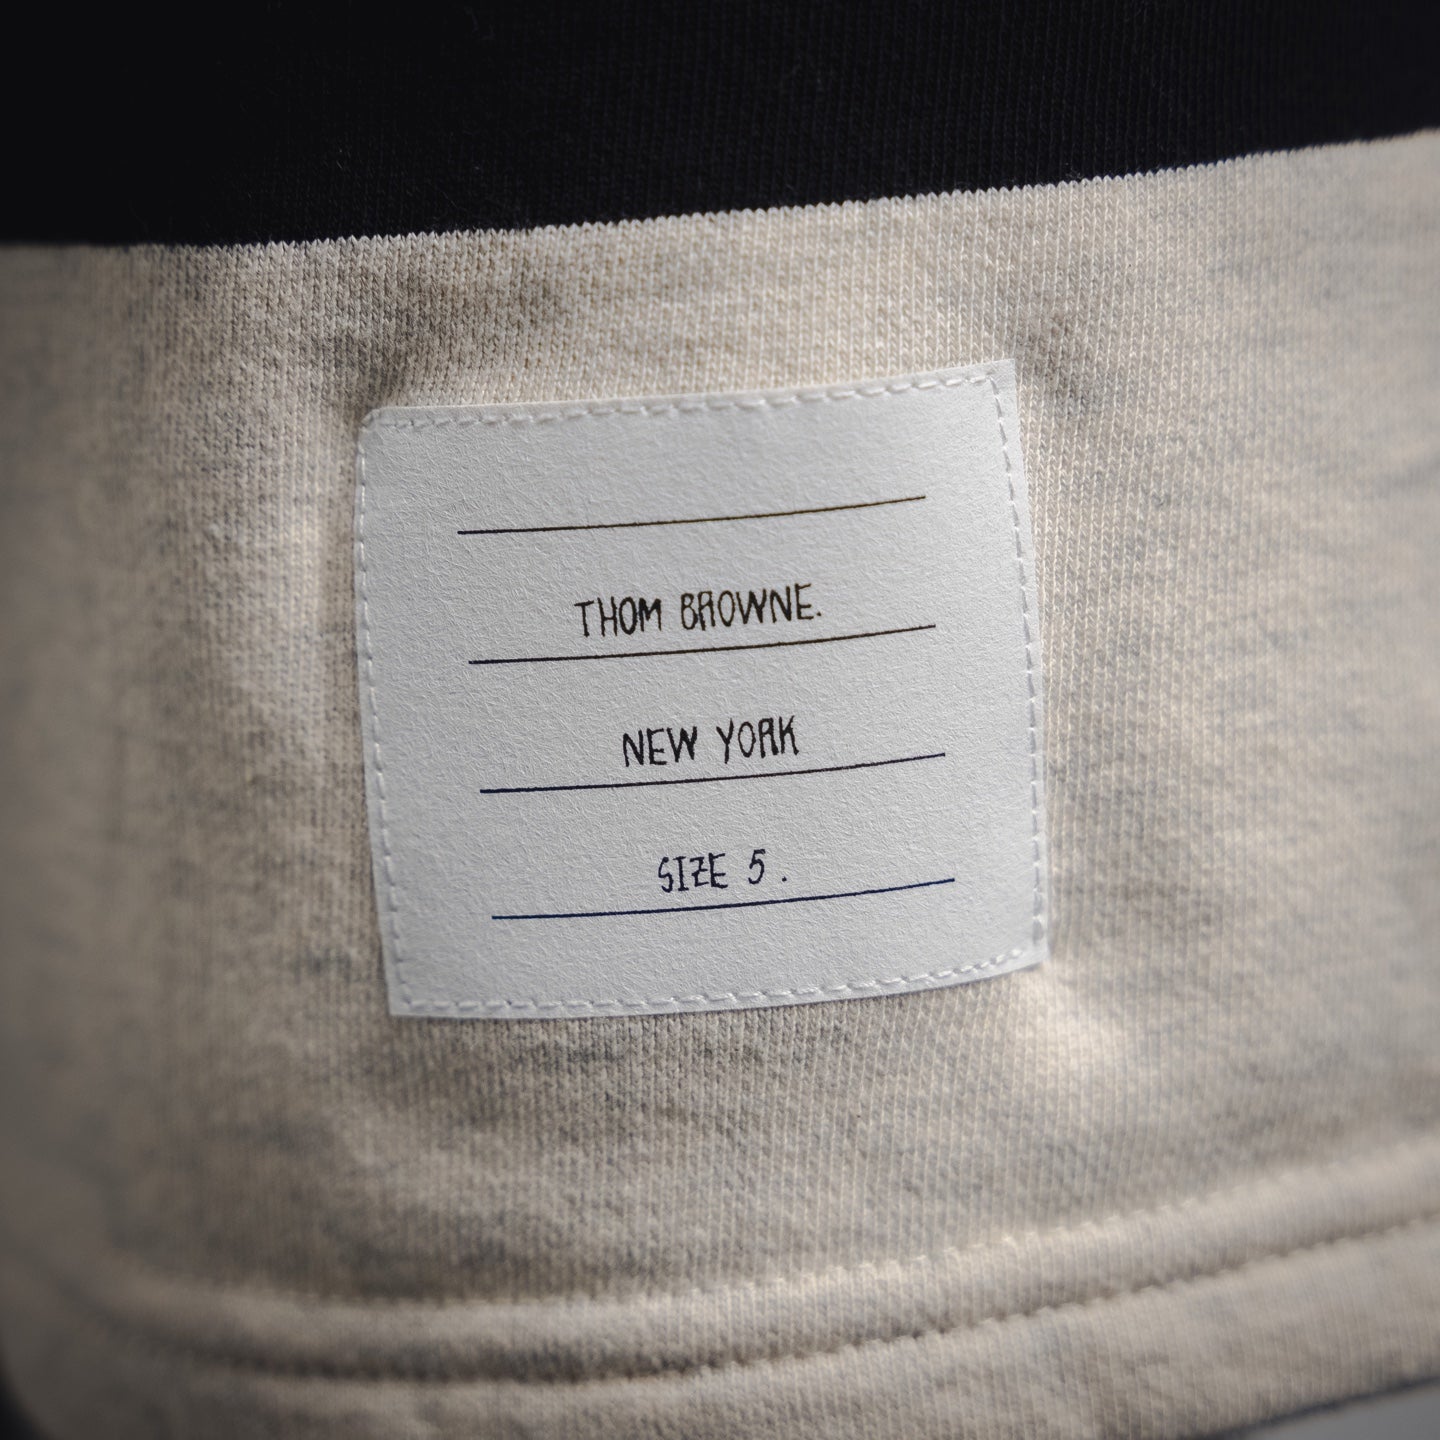 THOM BROWNE.
NEW YORK
SIZE 5.